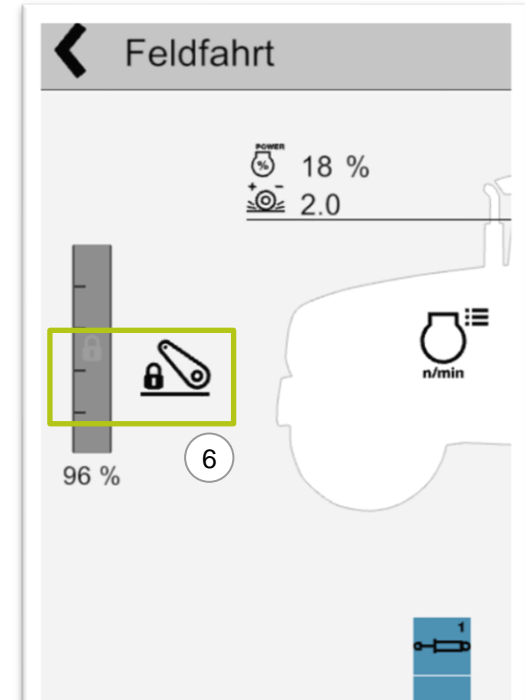 Feldfahrt
POWER
%
18 %
+ -
2.0
n/min
6
96 %
1